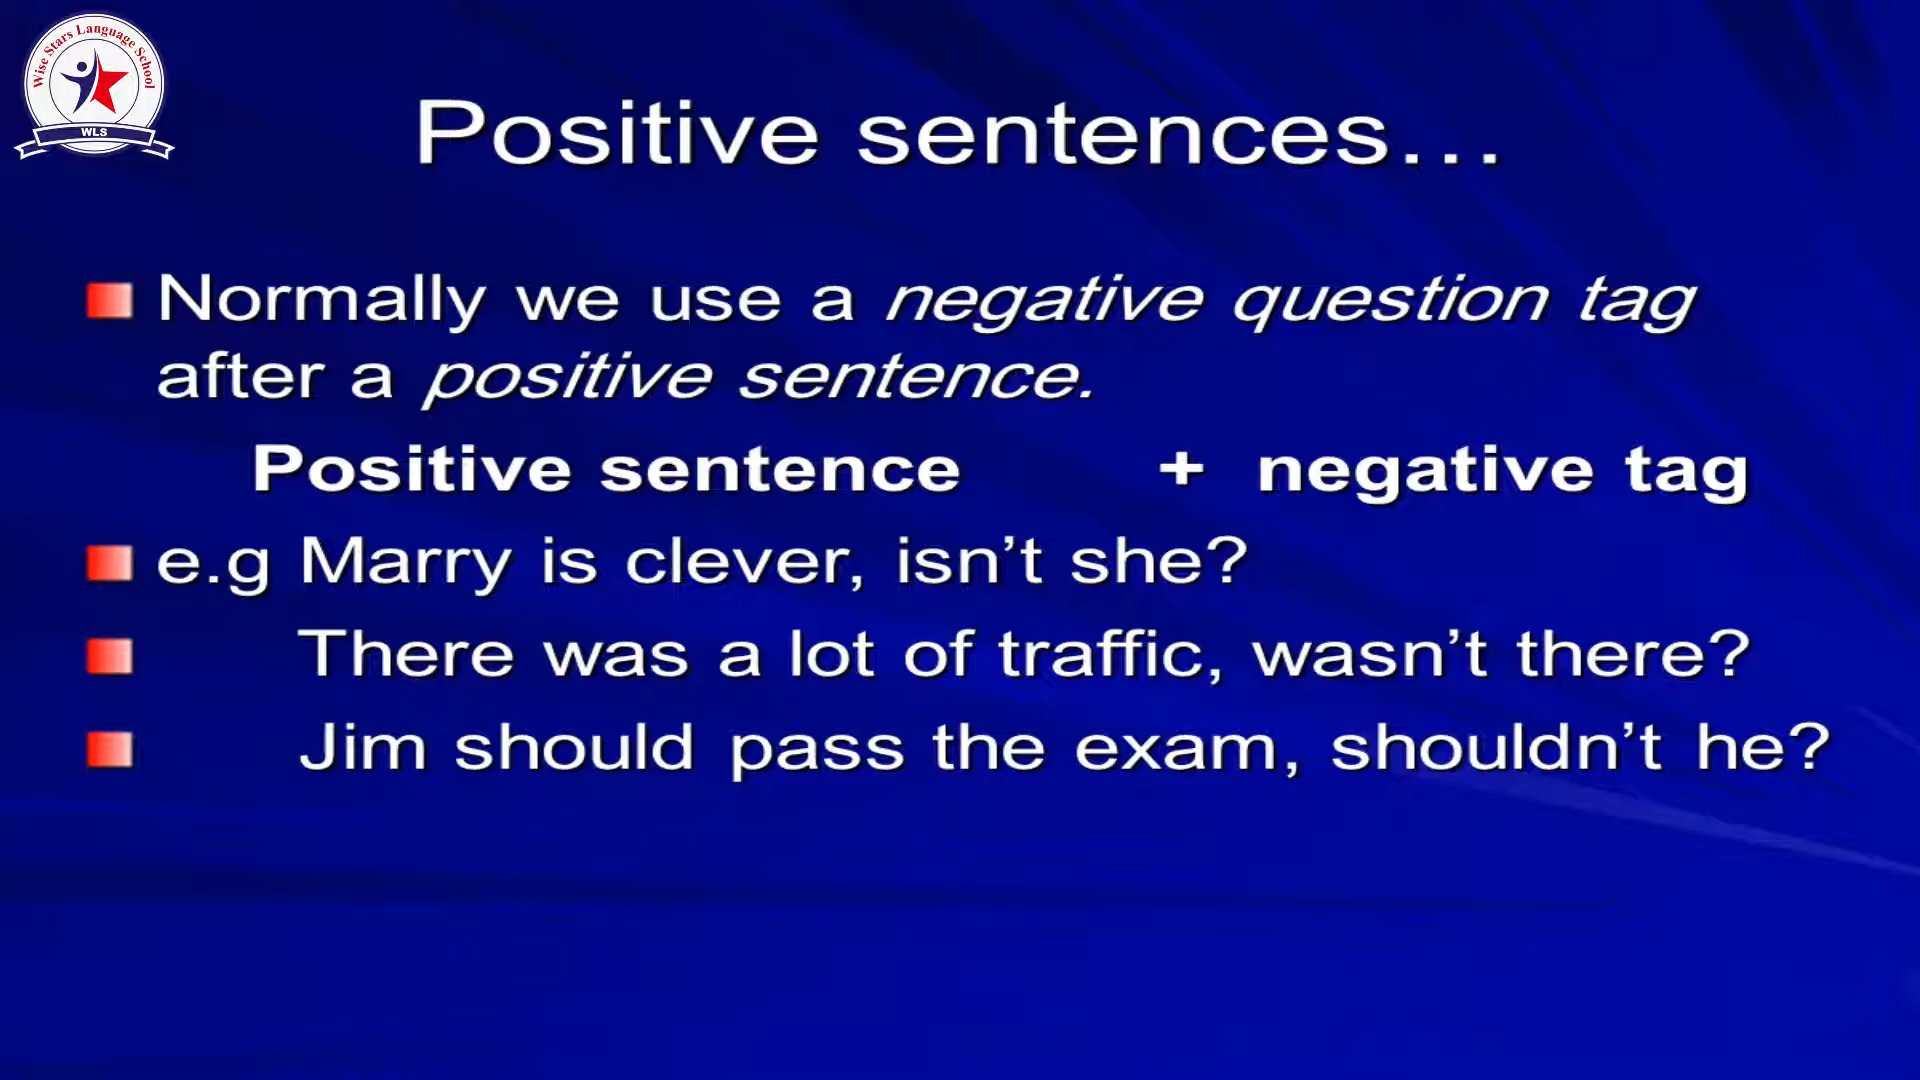 Wise Stars Language School
WLS
Positive sentences...
Normally we use a negative question tag
after a positive sentence.
Positive sentence + negative tag
e.g Marry is clever, isn’t she?
There was a lot of traffic, wasn’t there?
Jim should pass the exam, shouldn’t he?